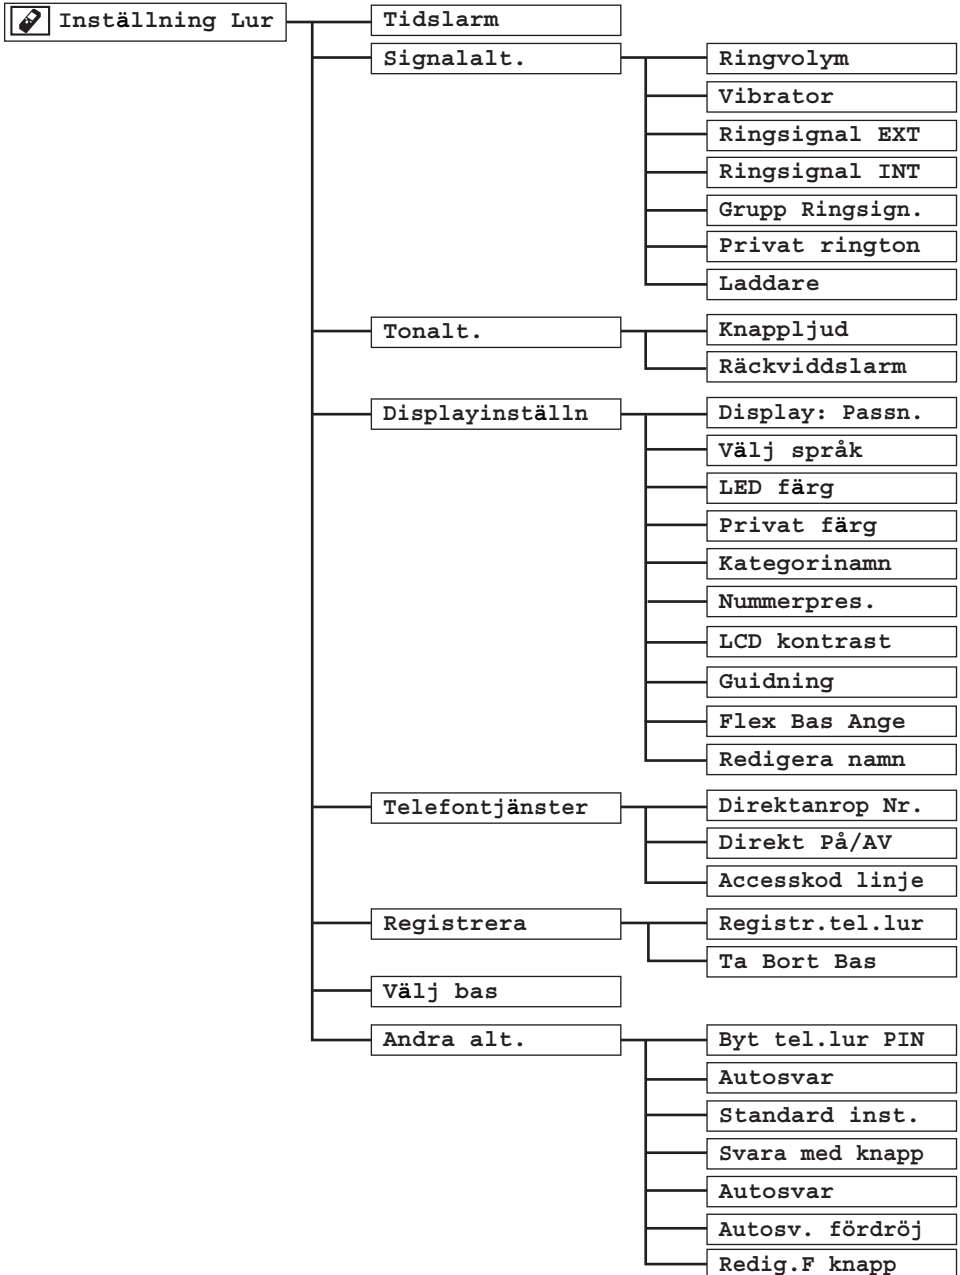 Inställning Lur
Tidslarm
Signalalt.
Ringvolym
Vibrator
Ringsignal EXT
Ringsignal INT
Grupp Ringsign.
Privat rington
Laddare
Tonalt.
Knappljud
Räckviddslarm
Displayinställn
Display: Passn.
Välj språk
LED färg
Privat färg
Kategorinamn
Nummerpres.
LCD kontrast
Guidning
Flex Bas Ange
Redigera namn
Telefontjänster
Direktanrop Nr.
Direkt På/AV
Accesskod linje
Registrera
Registr.tel.lur
Ta Bort Bas
Välj bas
Andra alt.
Byt tel.lur PIN
Autosvar
Standard inst.
Svara med knapp
Autosvar
Autosv. fördröj
Redig.F knapp